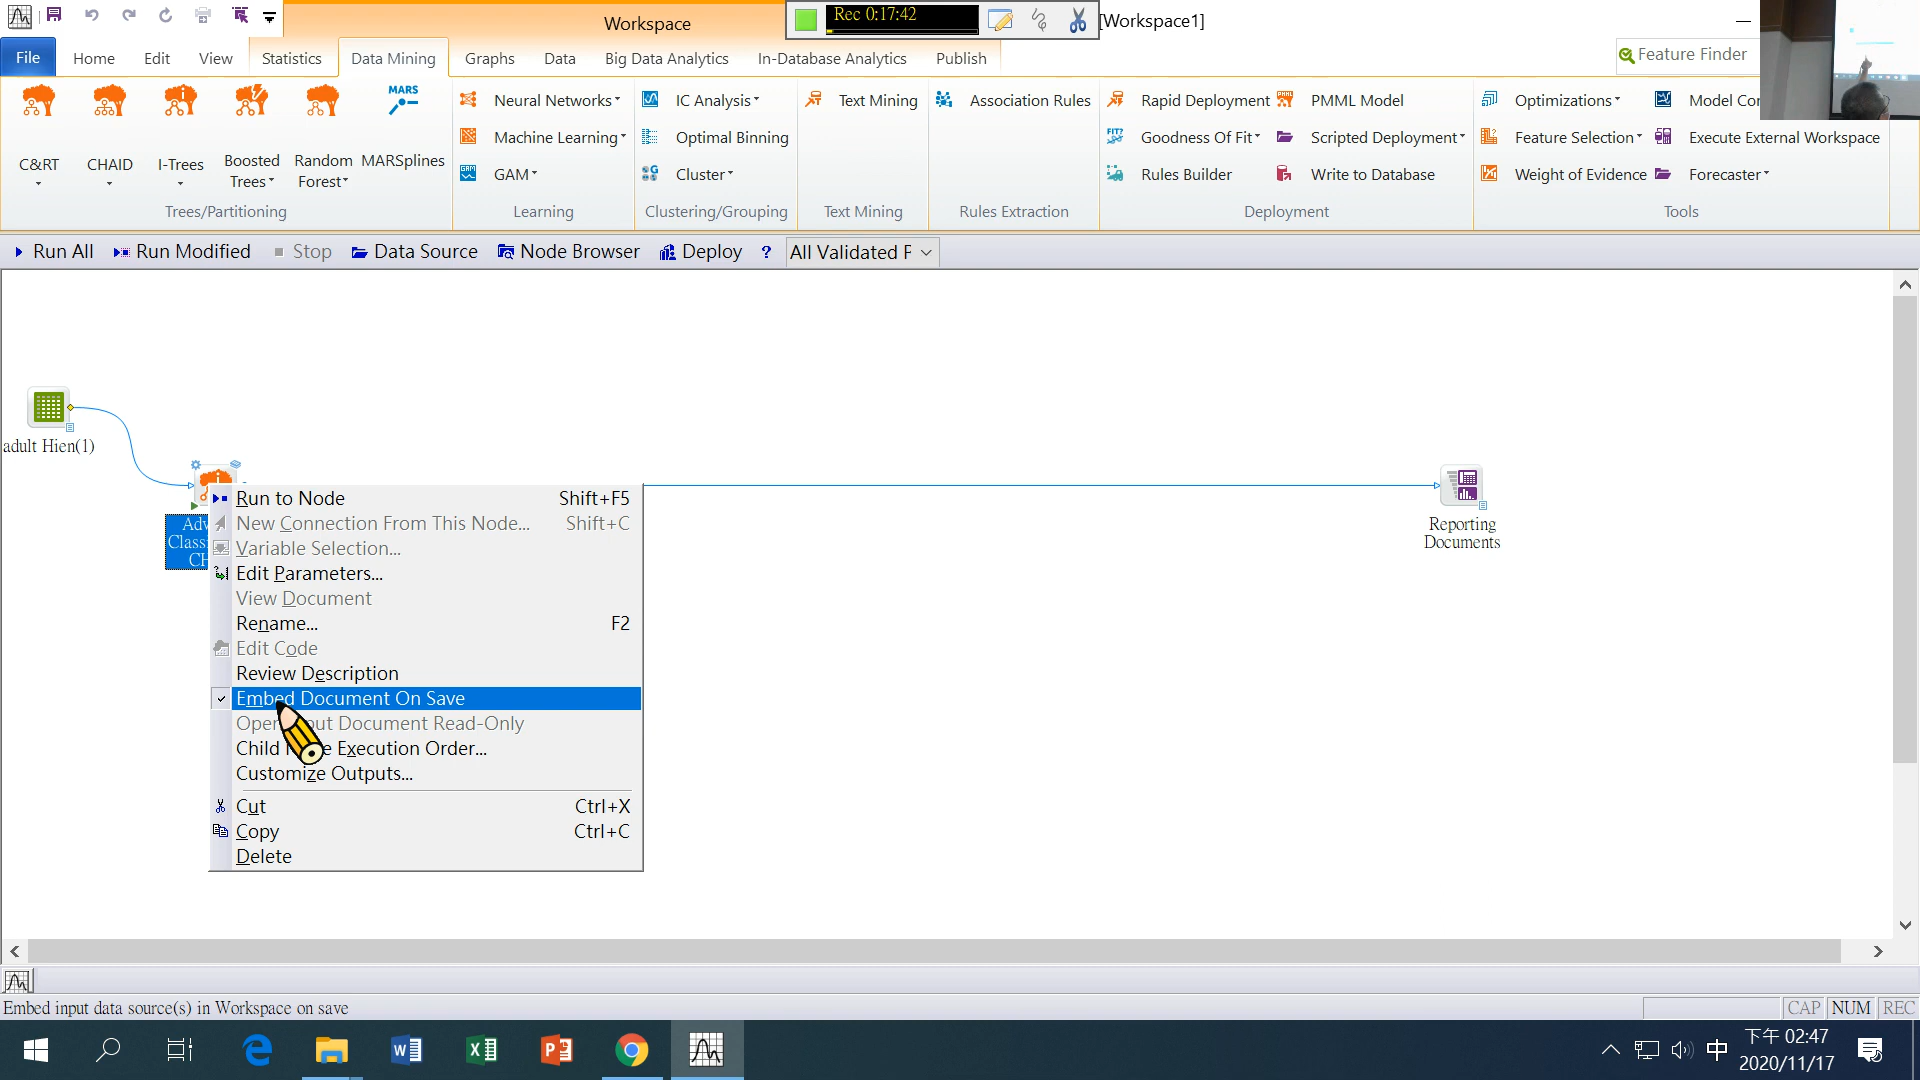 Workspace
Rec 0:17:42
[Workspace1]
File
Home
Edit
View
Statistics
Data Mining
Graphs
Data
Big Data Analytics
In-Database Analytics
Publish
Feature Finder
C&RT
CHAID
I-Trees
Boosted
Trees
Random
Forest
MARS
MARSplines
Trees/Partitioning
Neural Networks
Machine Learning
GAM
Learning
IC Analysis
Optimal Binning
Cluster
Clustering/Grouping
Text Mining
Text Mining
Association Rules
Rules Extraction
Rapid Deployment
Goodness Of Fit
Rules Builder
PMML Model
Scripted Deployment
Write to Database
Deployment
Optimizations
Feature Selection
Weight of Evidence
Model Co
Execute External Workspace
Forecaster
Tools
Run All
Run Modified
Stop
Data Source
Node Browser
Deploy
?
All Validated
adult Hien(1)
Adv
Classi
CH
Run to Node Shift+F5
New Connection From This Node... Shift+C
Variable Selection...
Edit Parameters...
View Document
Rename... F2
Edit Code
Review Description
Embed Document On Save
Open put Document Read-Only
Child e Execution Order...
Customize Outputs...
Cut Ctrl+X
Copy Ctrl+C
Delete
Reporting
Documents
Embed input data source(s) in Workspace on save
CAP
NUM
REC
中
下午 02:47
2020/11/17